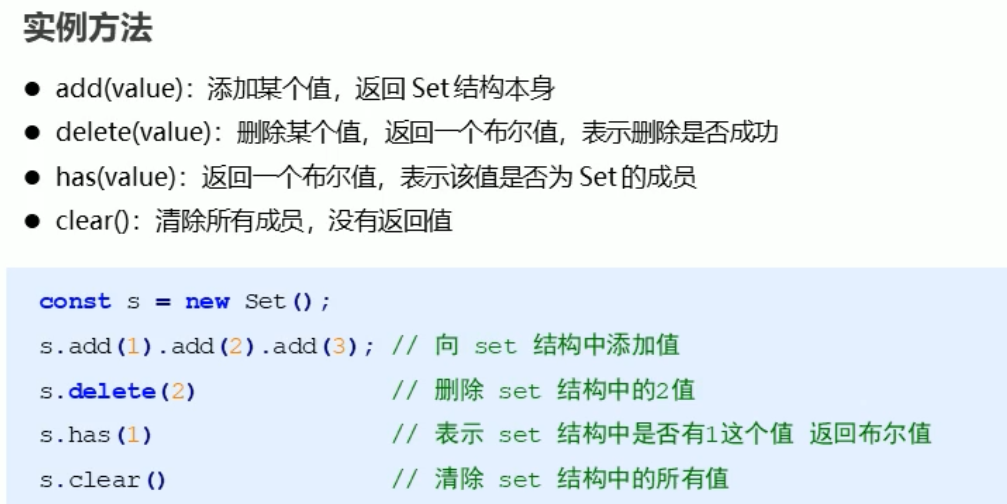 实例方法
● add(value)：添加某个值，返回 Set 结构本身
● delete(value)：删除某个值，返回一个布尔值，表示删除是否成功
● has(value)：返回一个布尔值，表示该值是否为 Set 的成员
● clear()：清除所有成员，没有返回值
const s = new Set();
s.add(1).add(2).add(3); // 向 set 结构中添加值
s.delete(2) // 删除 set 结构中的2值
s.has(1) // 表示 set 结构中是否有1这个值 返回布尔值
s.clear() // 清除 set 结构中的所有值